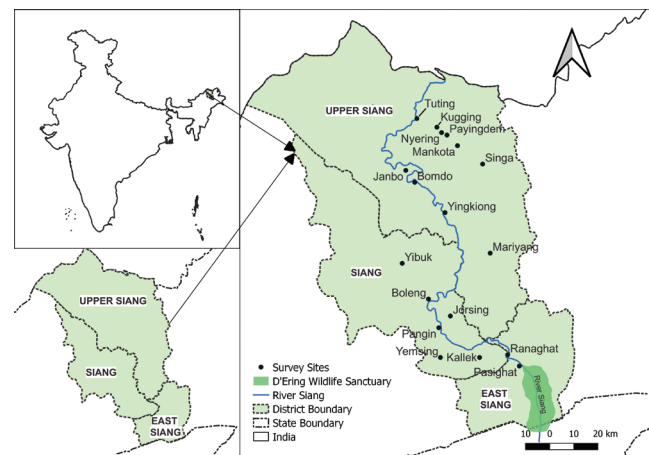 UPPER SIANG
Tuting
Kugging
Payingdem
Nyering
Mankota
Singa
Janbo
Bomdo
Yingkiong
Mariyang
SIANG
Yibuk
Boleng
Jorsing
Pangin
Yemsing
Kallek
Ranaghat
Pasighat
EAST
SIANG
River Siang
UPPER SIANG
SIANG
EAST
SIANG
Survey Sites
D'Ering Wildlife Sanctuary
River Siang
District Boundary
State Boundary
India
10 0 10 20 km